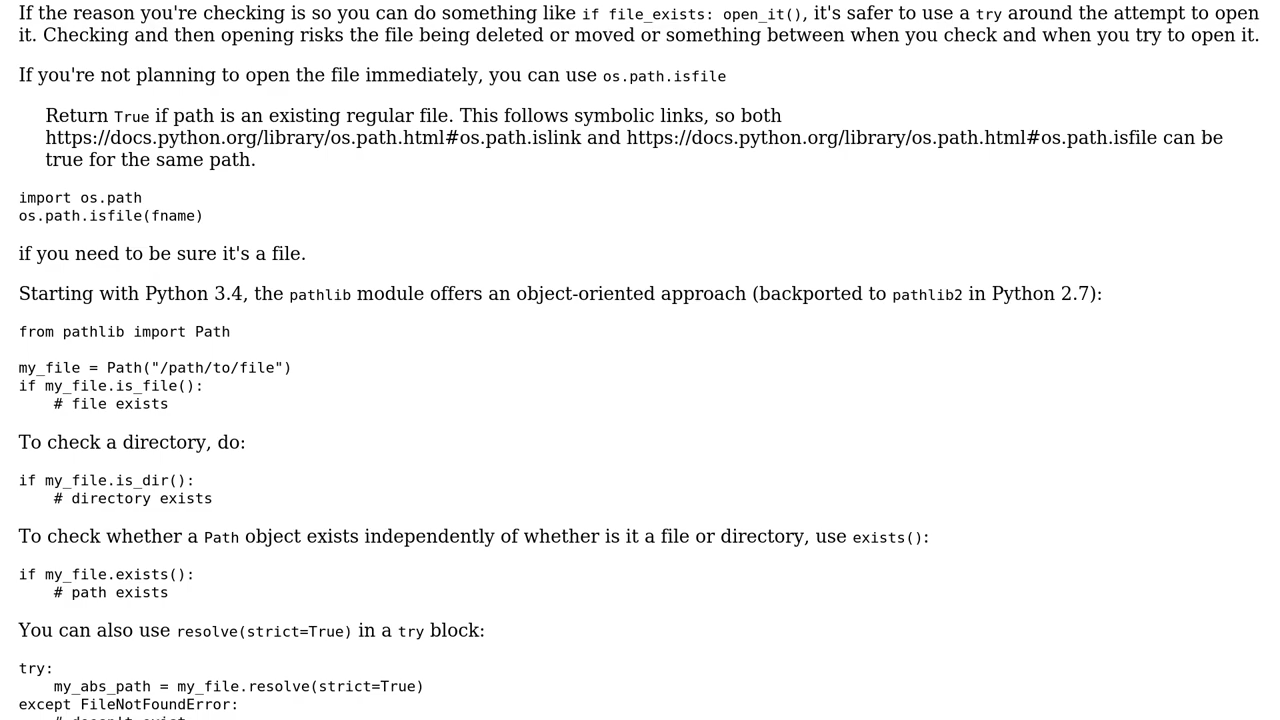 If the reason you're checking is so you can do something like if file_exists: open_it(), it's safer to use a try around the attempt to open
it. Checking and then opening risks the file being deleted or moved or something between when you check and when you try to open it.
If you're not planning to open the file immediately, you can use os.path.isfile
Return True if path is an existing regular file. This follows symbolic links, so both
https://docs.python.org/library/os.path.html#os.path.islink and https://docs.python.org/library/os.path.html#os.path.isfile can be
true for the same path.
import os.path
os.path.isfile(fname)
if you need to be sure it's a file.
Starting with Python 3.4, the pathlib module offers an object-oriented approach (backported to pathlib2 in Python 2.7):
from pathlib import Path
my_file = Path("/path/to/file")
if my_file.is_file():
    # file exists
To check a directory, do:
if my_file.is_dir():
    # directory exists
To check whether a Path object exists independently of whether is it a file or directory, use exists():
if my_file.exists():
    # path exists
You can also use resolve(strict=True) in a try block:
try:
    my_abs_path = my_file.resolve(strict=True)
except FileNotFoundError:
    # doesn't exist